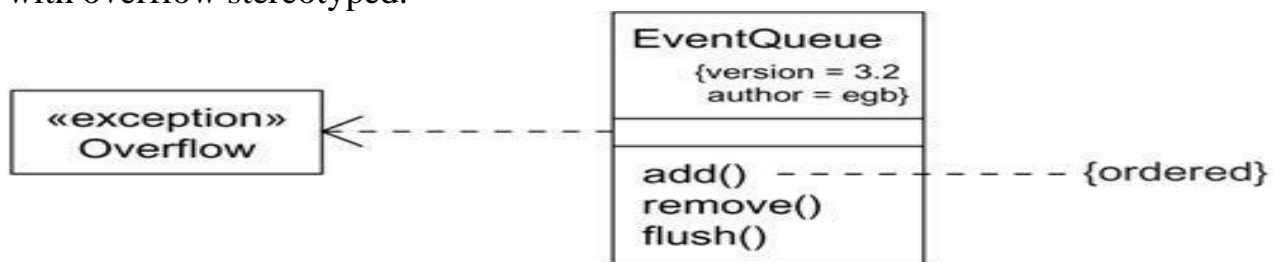 with overflow stereotyped.
EventQueue
{version = 3.2
author = egb}
«exception»
Overflow
add()
{ordered}
remove()
flush()